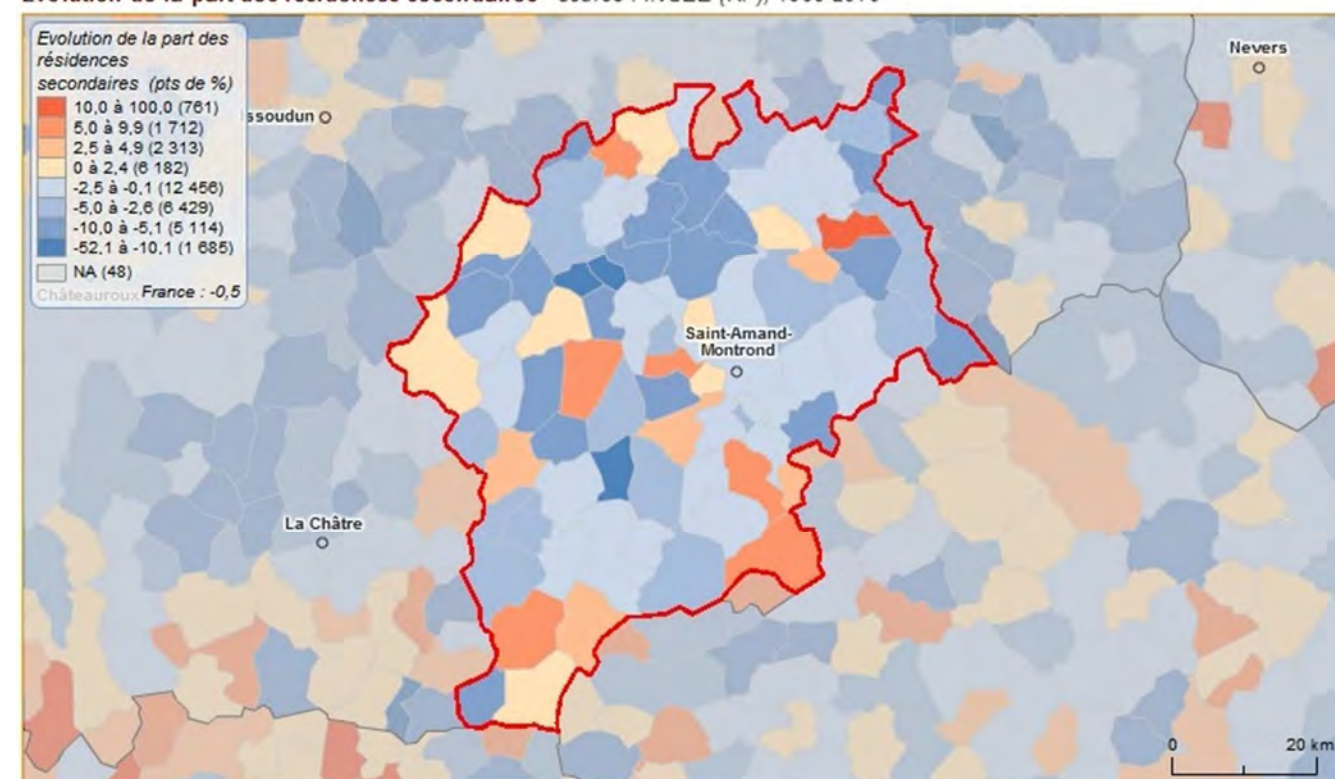 Evolution de la part des
résidences
secondaires (pts de %)
10,0 à 100,0 (761)
5,0 à 9,9 (1 712)
2,5 à 4,9 (2 313)
0 à 2,4 (6 182)
-2,5 à -0,1 (12 456)
-5,0 à -2,6 (6 429)
-10,0 à -5,1 (5 114)
-52,1 à -10,1 (1 685)
NA (48)
Châteauroux France : -0,5
ssoudun
Nevers
Saint-Amand-
Montrond
La Châtre
0 20 km